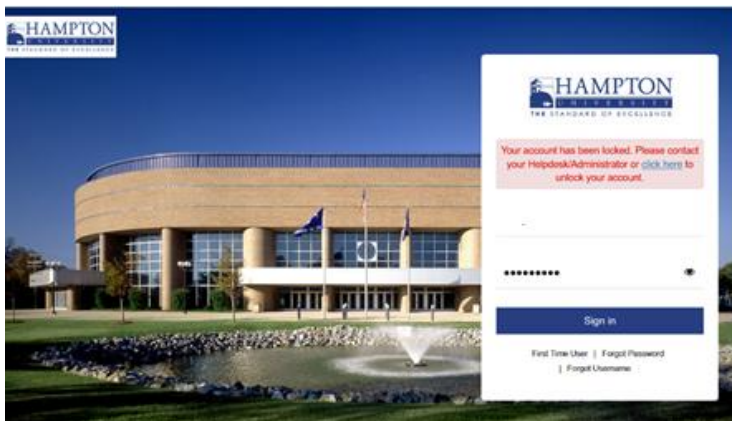 HAMPTON
UNIVERSITY
THE STANDARD OF EXCELLENCE
HAMPTON
UNIVERSITY
THE STANDARD OF EXCELLENCE
Your account has been locked. Please contact
your Helpdesk/Administrator or click here to
unlock your account.
Sign in
First Time User | Forgot Password
| Forgot Username